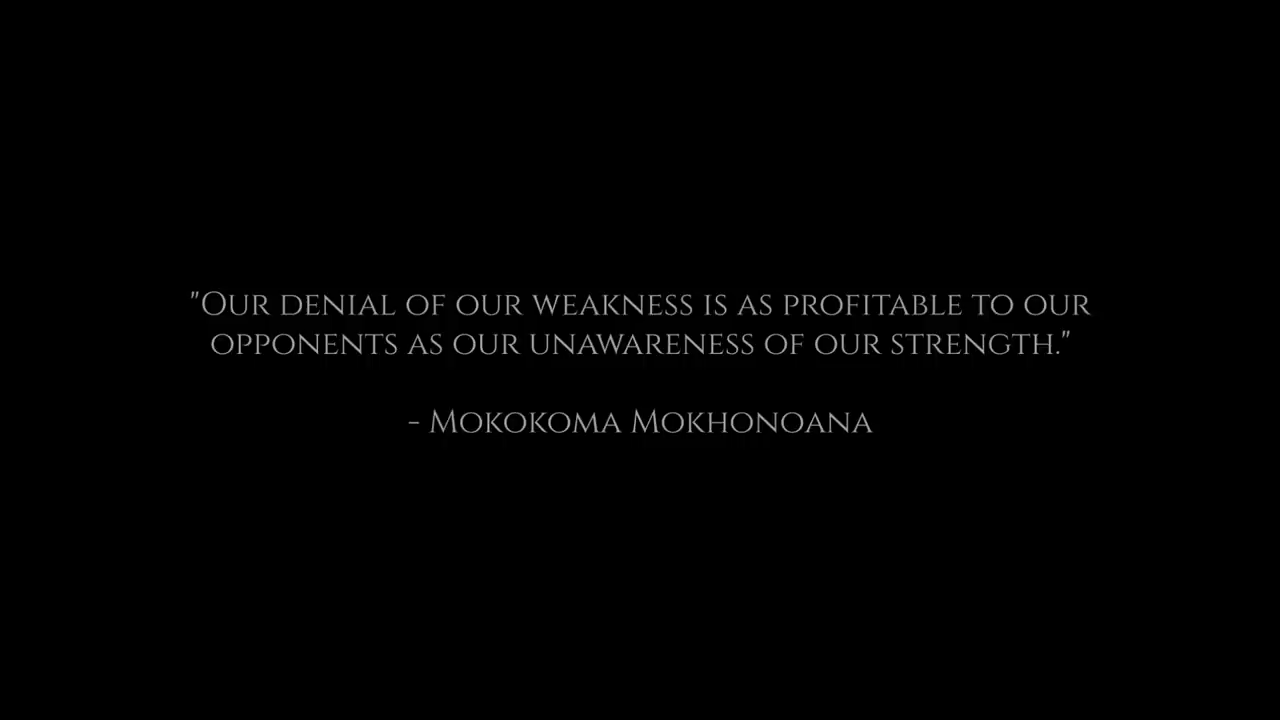 "Our denial of our weakness is as profitable to our
opponents as our unawareness of our strength."
- Mokokoma Mokhonoana